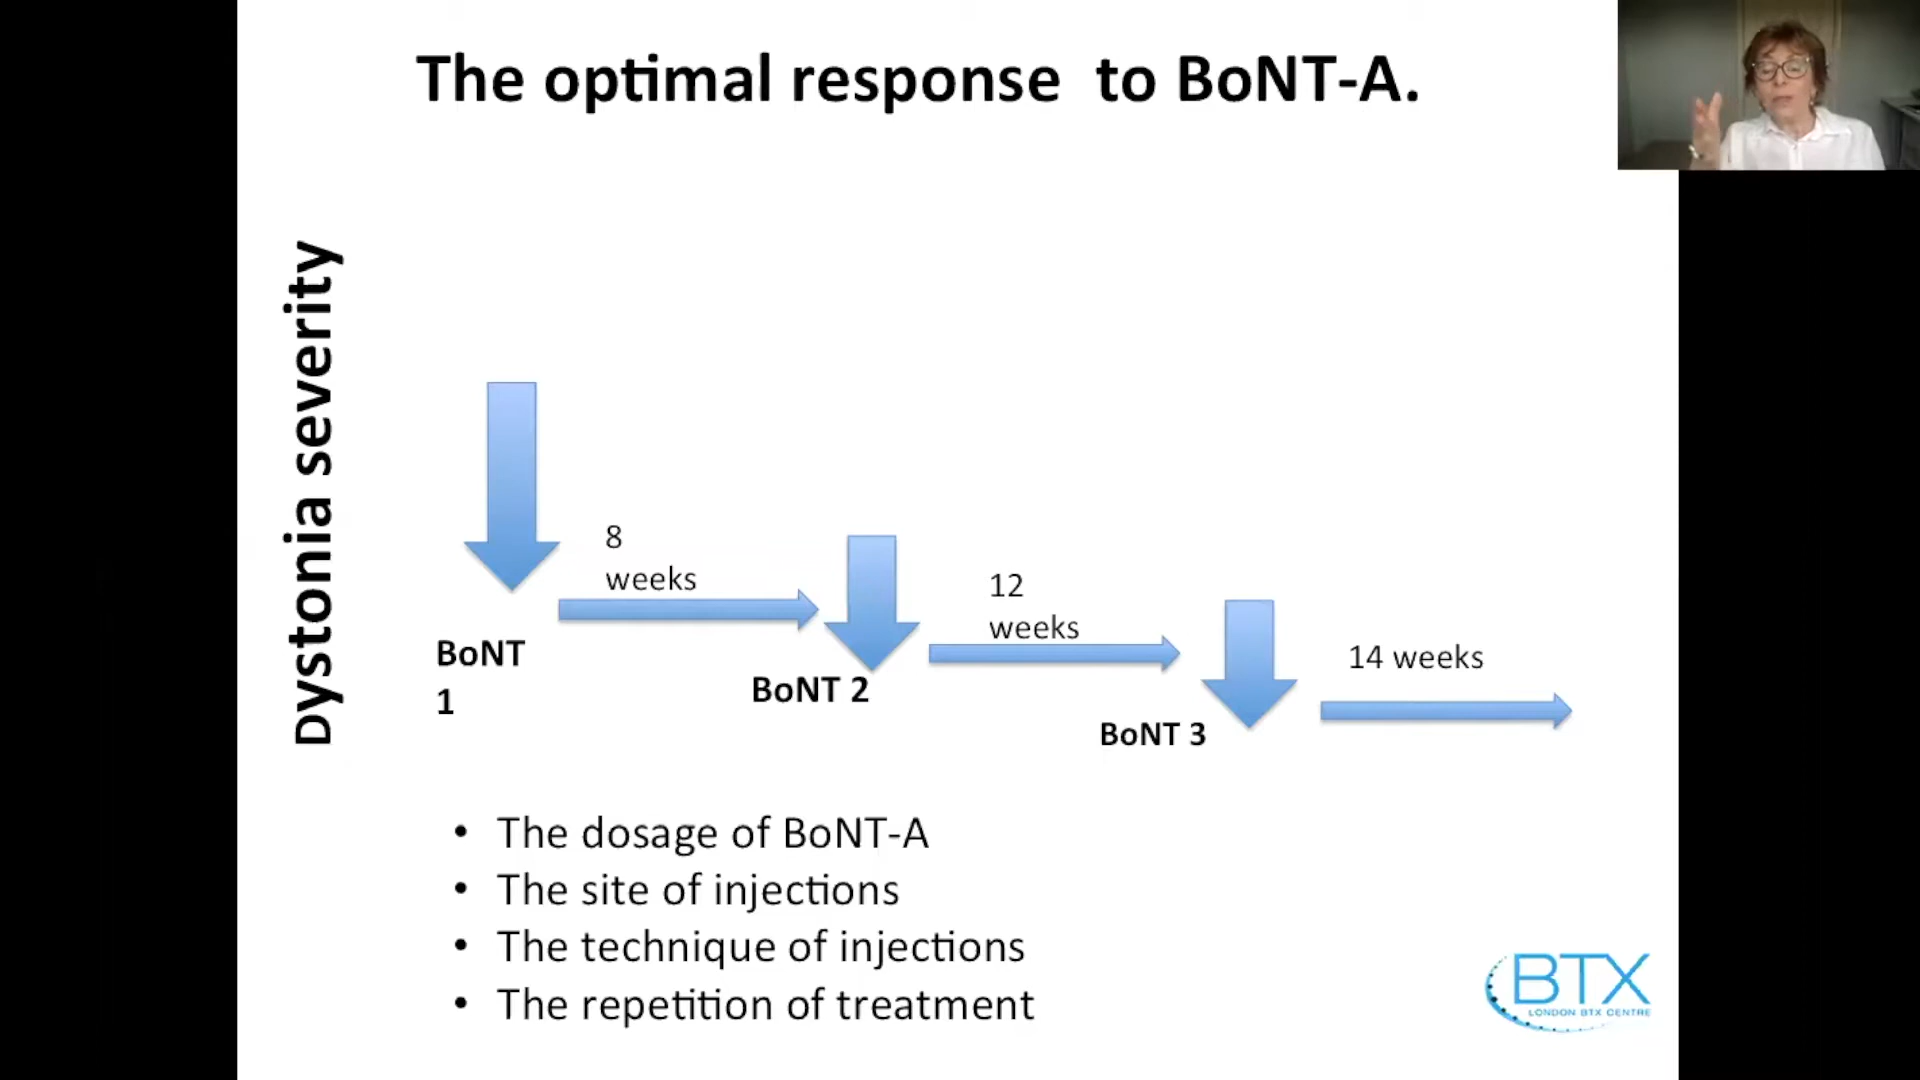 The optimal response to BoNT-A.
Dystonia severity
8
weeks
12
weeks
14 weeks
BoNT
1
BoNT 2
BoNT 3
• The dosage of BoNT-A
• The site of injections
• The technique of injections
• The repetition of treatment
BTX
LONDON BTX CENTRE